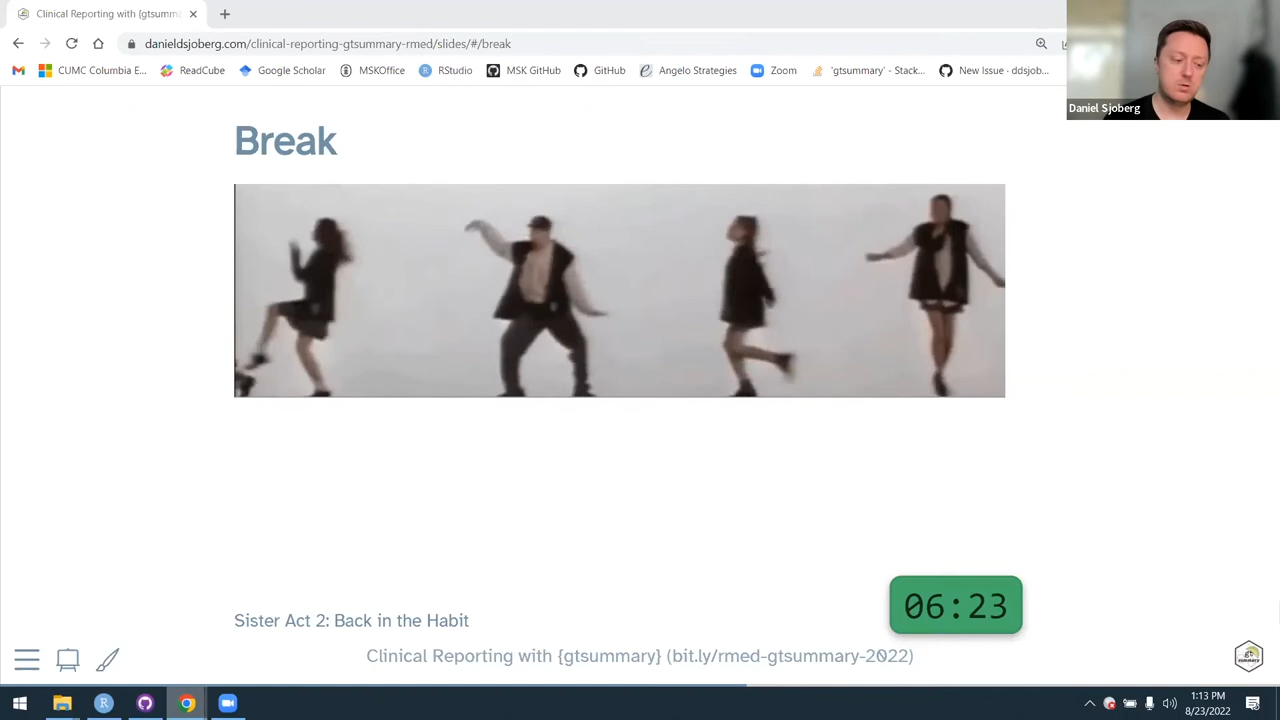 Clinical Reporting with {gtsumm
danieldsjoberg.com/clinical-reporting-gtsummary-rmed/slides/#/break
CUMC Columbia E...
ReadCube
Google Scholar
MSKOffice
RStudio
MSK GitHub
GitHub
Angelo Strategies
Zoom
'gtsummary' - Stack...
New Issue · ddsjob...
Daniel Sjoberg
Break
06:23
Sister Act 2: Back in the Habit
Clinical Reporting with {gtsummary} (bit.ly/rmed-gtsummary-2022)
gt
summary
1:13 PM
8/23/2022